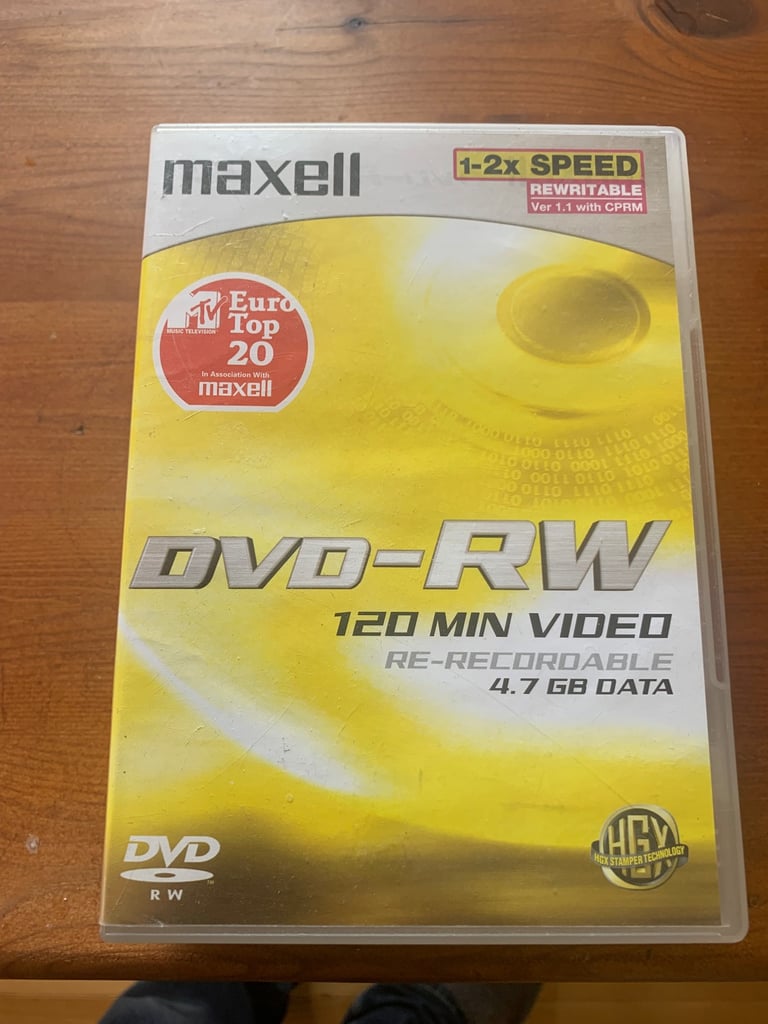 maxell
1-2x SPEED
REWRITABLE
Ver 1.1 with CPRM
MTV
MUSIC TELEVISION
Euro
Top
20
In Association With
maxell
DVD-RW
120 MIN VIDEO
RE-RECORDABLE
4.7 GB DATA
DVD
RW
HGX
HGX STAMPER TECHNOLOGY